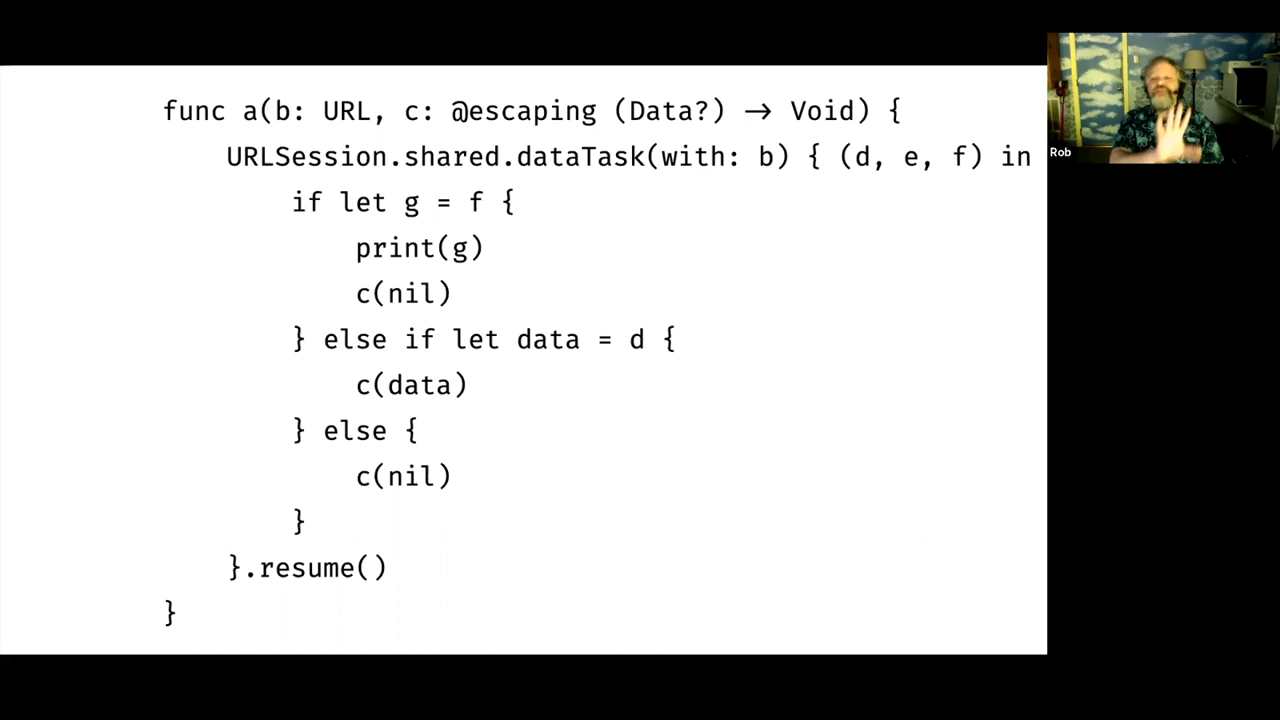 func a(b: URL, c: @escaping (Data?) → Void) {
URLSession.shared.dataTask(with: b) { (d, e, f) in
if let g = f {
print(g)
c(nil)
} else if let data = d {
c(data)
} else {
c(nil)
}
}.resume()
}
Rob